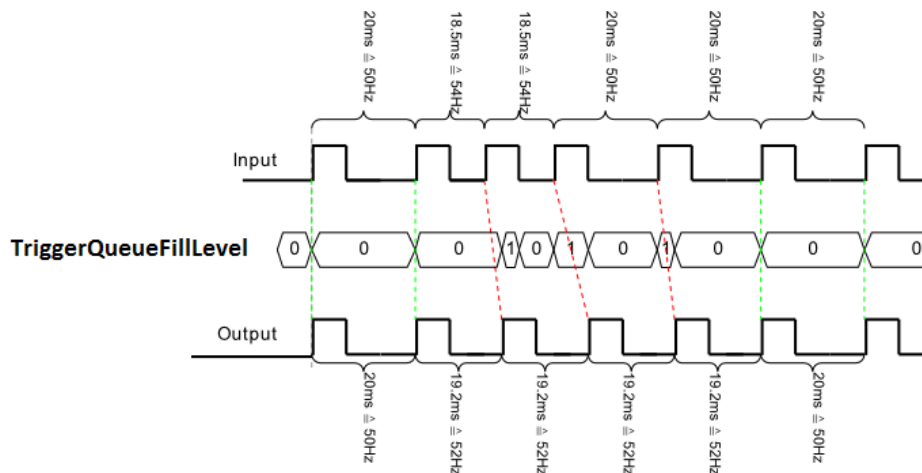 20ms ≙ 50Hz
18.5ms ≙ 54Hz
18.5ms ≙ 54Hz
20ms ≙ 50Hz
20ms ≙ 50Hz
20ms ≙ 50Hz
Input
TriggerQueueFillLevel
0 0 0 1 0 1 0 1 0 0 0
Output
20ms ≙ 50Hz
19.2ms ≙ 52Hz
19.2ms ≙ 52Hz
19.2ms ≙ 52Hz
19.2ms ≙ 52Hz
20ms ≙ 50Hz